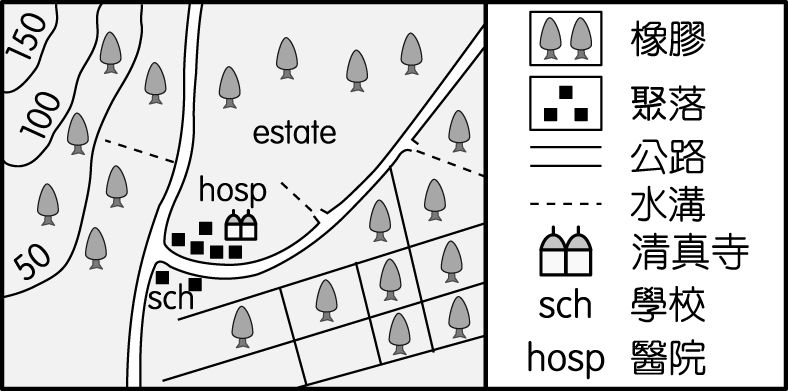 150
100
50
estate
hosp
sch
橡膠
聚落
公路
水溝
清真寺
sch 學校
hosp 醫院